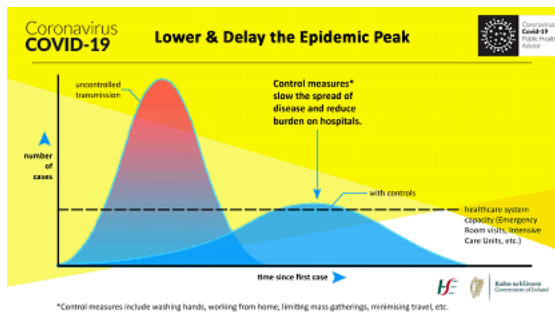 Coronavirus
COVID-19
Lower & Delay the Epidemic Peak
Coronavirus
Covid-19
Public Health
Advice
uncontrolled
transmission
Control measures*
slow the spread of
disease and reduce
burden on hospitals.
number
of
cases
with controls
healthcare system
capacity (Emergency
Room visits, Intensive
Care Units, etc.)
time since first case
Rialtas na hÉireann
Government of Ireland
*Control measures include washing hands, working from home, limiting mass gatherings, minimising travel, etc.